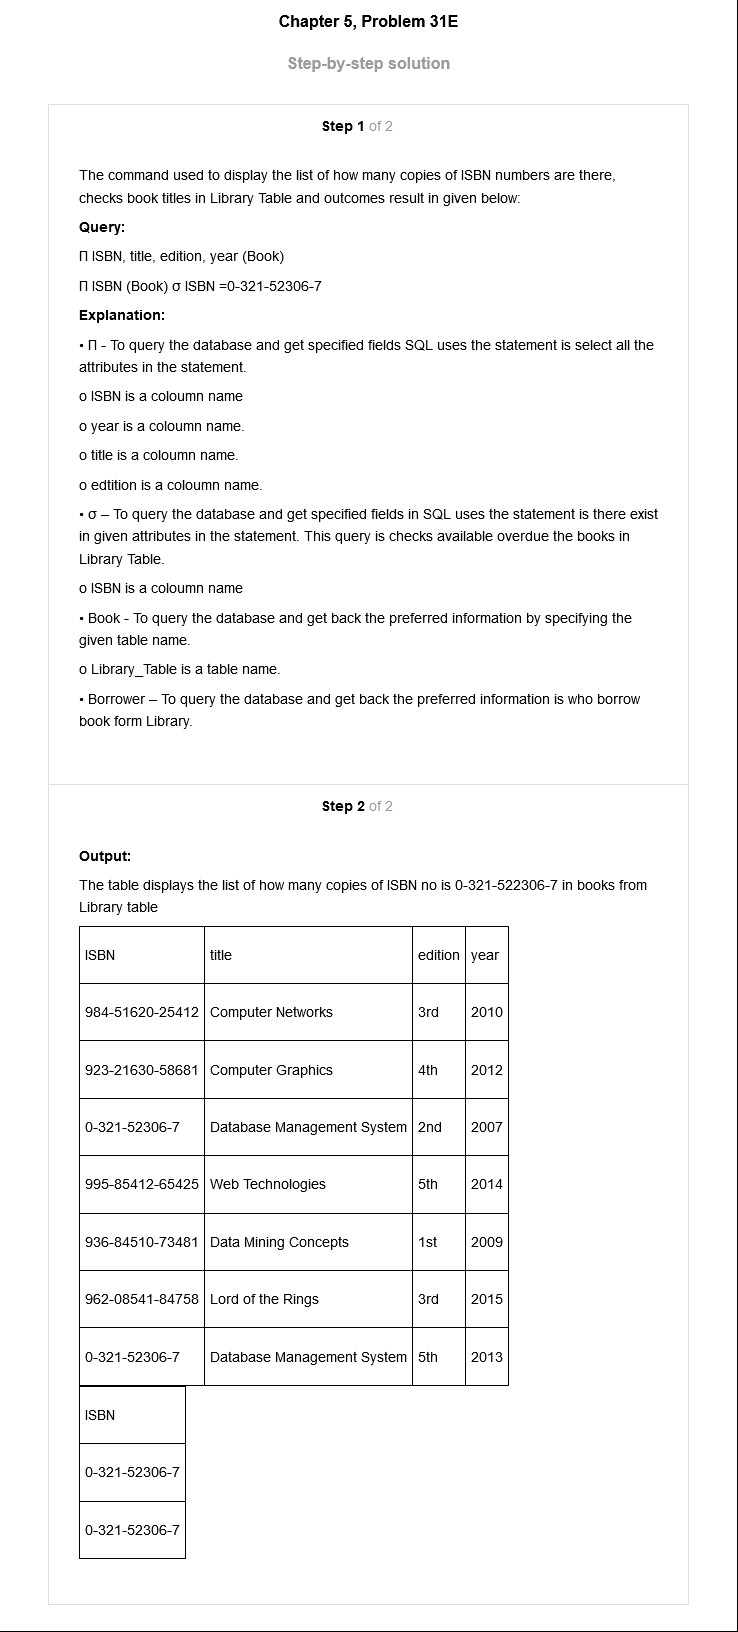 Chapter 5, Problem 31E
Step-by-step solution
Step 1 of 2
The command used to display the list of how many copies of ISBN numbers are there,
checks book titles in Library Table and outcomes result in given below:
Query:
Π ISBN, title, edition, year (Book)
Π ISBN (Book) σ ISBN =0-321-52306-7
Explanation:
• Π - To query the database and get specified fields SQL uses the statement is select all the
attributes in the statement.
o ISBN is a coloumn name
o year is a coloumn name.
o title is a coloumn name.
o edtition is a coloumn name.
• σ – To query the database and get specified fields in SQL uses the statement is there exist
in given attributes in the statement. This query is checks available overdue the books in
Library Table.
o ISBN is a coloumn name
• Book - To query the database and get back the preferred information by specifying the
given table name.
o Library_Table is a table name.
• Borrower – To query the database and get back the preferred information is who borrow
book form Library.
Step 2 of 2
Output:
The table displays the list of how many copies of ISBN no is 0-321-522306-7 in books from
Library table
ISBN title edition year
984-51620-25412 Computer Networks 3rd 2010
923-21630-58681 Computer Graphics 4th 2012
0-321-52306-7 Database Management System 2nd 2007
995-85412-65425 Web Technologies 5th 2014
936-84510-73481 Data Mining Concepts 1st 2009
962-08541-84758 Lord of the Rings 3rd 2015
0-321-52306-7 Database Management System 5th 2013
ISBN
0-321-52306-7
0-321-52306-7